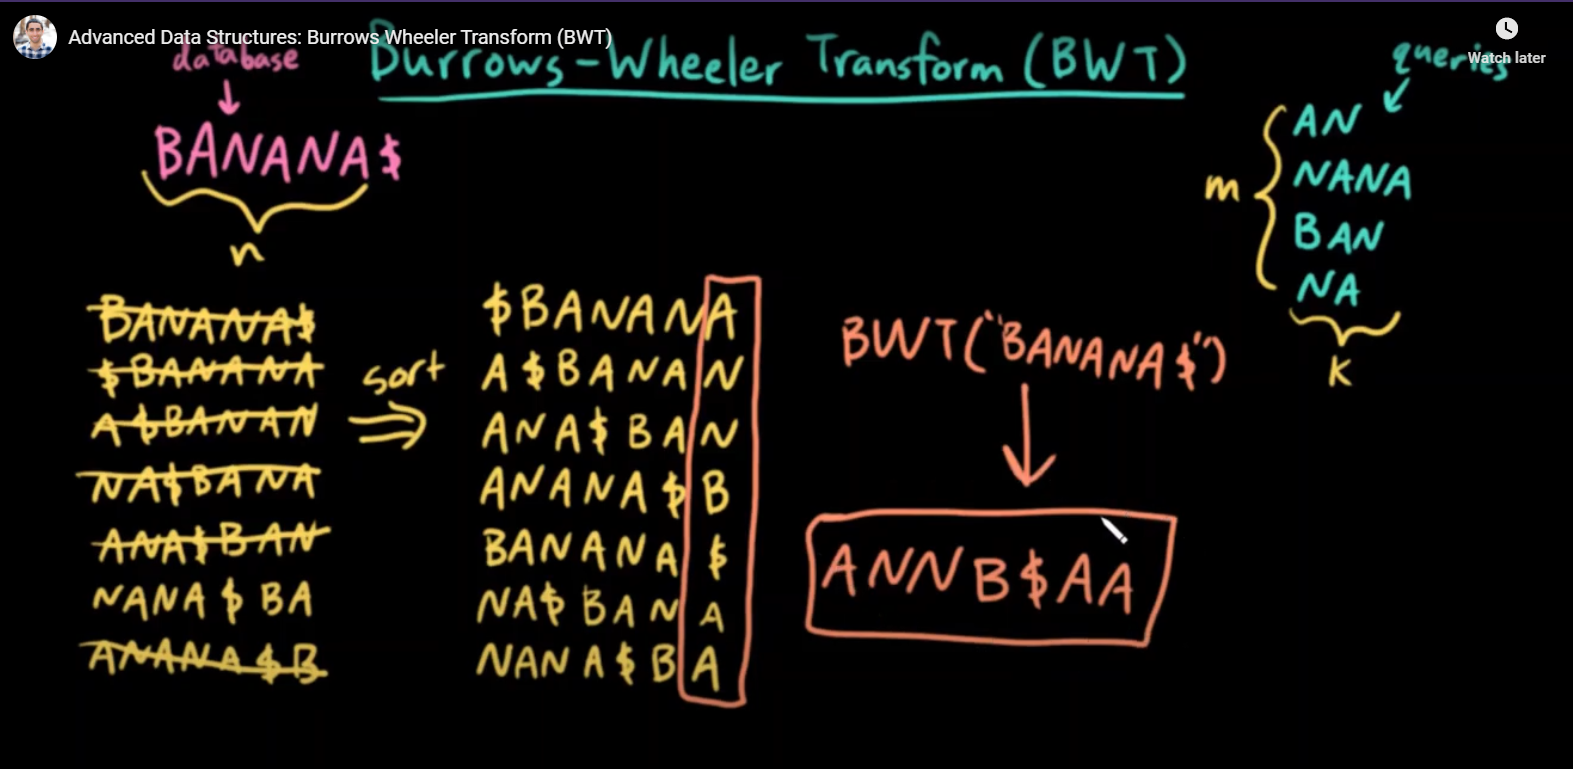 Advanced Data Structures: Burrows Wheeler Transform (BWT)
Watch later
database
Burrows-Wheeler Transform (BWT)
queries
BANANA$
n
AN
NANA
BAN
NA
m
k
BANANA$
$BANANA
A$BANAN
NA$BANA
ANA$BAN
NANA$BA
ANANA$B
sort
$BANANA
A$BANAN
ANA$BAN
ANANA$B
BANANA$
NA$BANA
NANA$BA
BWT("BANANA$")
ANNB$AA